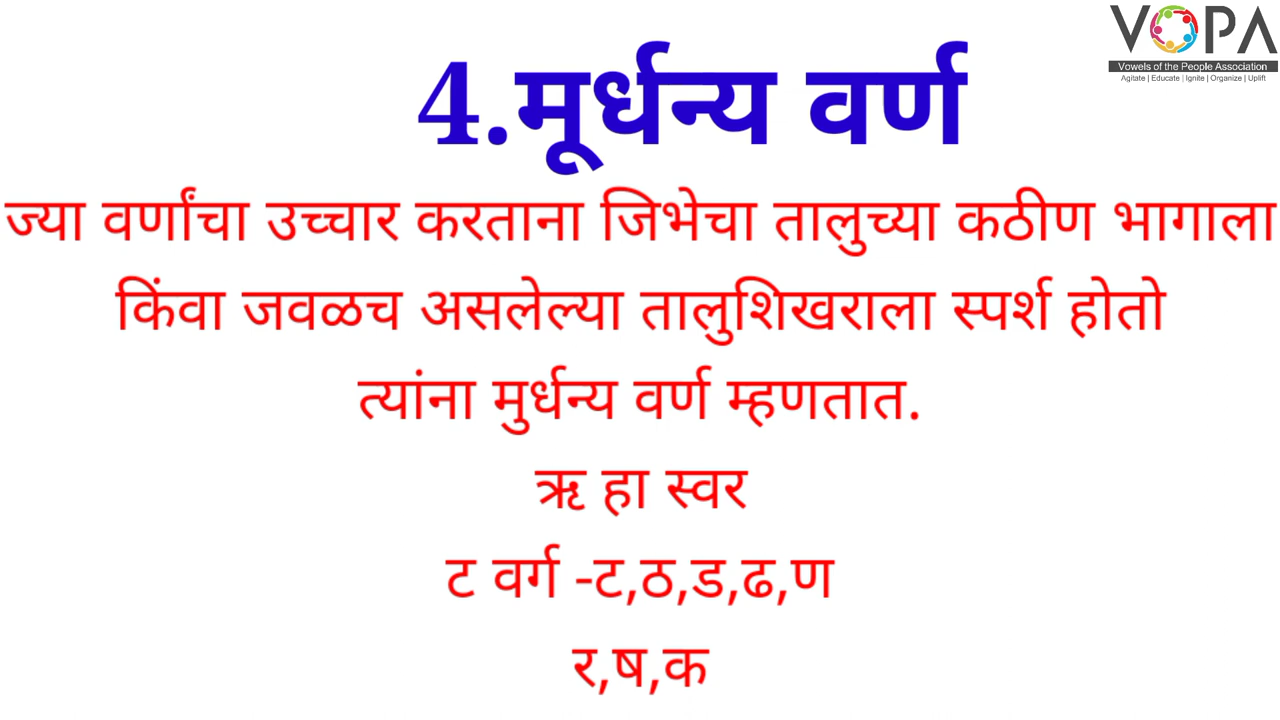 VOPA
Vowels of the People Association
Agitate | Educate | Ignite | Organize | Uplift
4.मूर्धन्य वर्ण
ज्या वर्णांचा उच्चार करताना जिभेचा तालुच्या कठीण भागाला
किंवा जवळच असलेल्या तालुशिखराला स्पर्श होतो
त्यांना मुर्धन्य वर्ण म्हणतात.
ऋ हा स्वर
ट वर्ग -ट,ठ,ड,ढ,ण
र,ष,क